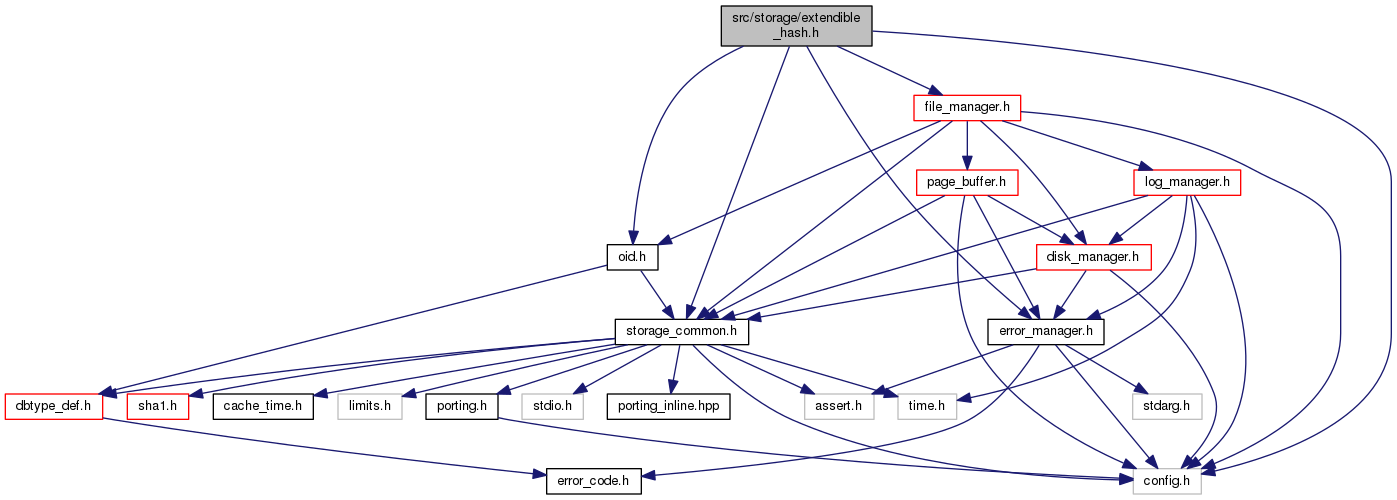 src/storage/extendible
_hash.h
file_manager.h
page_buffer.h
log_manager.h
oid.h
disk_manager.h
storage_common.h
error_manager.h
dbtype_def.h
sha1.h
cache_time.h
limits.h
porting.h
stdio.h
porting_inline.hpp
assert.h
time.h
stdarg.h
error_code.h
config.h